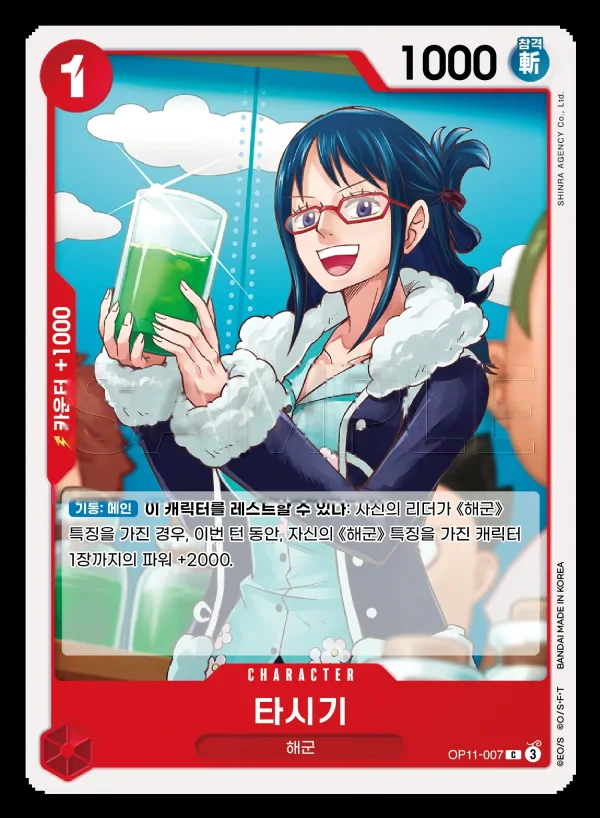 1
1000
참격
斬
SHINRA AGENCY Co., Ltd.
카운터 +1000
SAMPLE
기동: 메인 이 캐릭터를 레스트할 수 있다: 자신의 리더가 《해군》
특징을 가진 경우, 이번 턴 동안, 자신의 《해군》 특징을 가진 캐릭터
1장까지의 파워 +2000.
CHARACTER
타시기
해군
OP11-007 C 3
©EO/S ©O/S·F·T BANDAI MADE IN KOREA